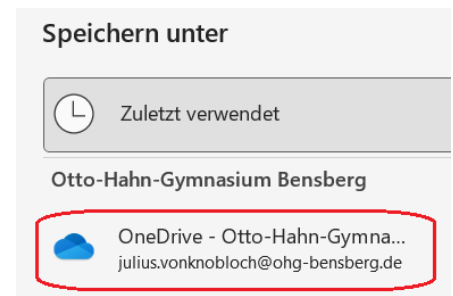 Speichern unter
Zuletzt verwendet
Otto-Hahn-Gymnasium Bensberg
OneDrive - Otto-Hahn-Gymna...
julius.vonknobloch@ohg-bensberg.de